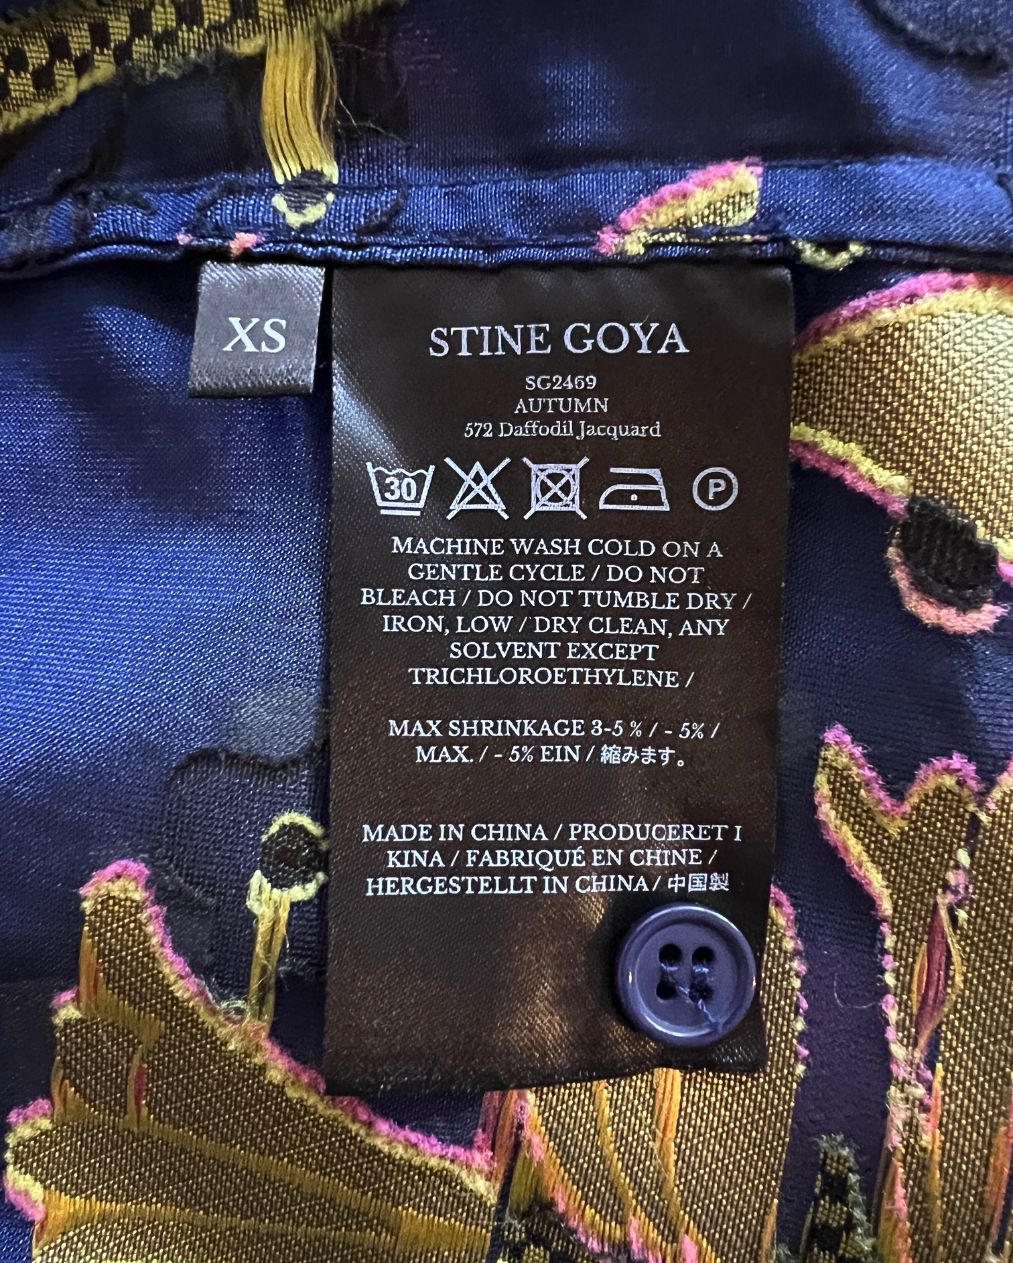 XS
STINE GOYA
SG2469
AUTUMN
572 Daffodil Jacquard
30
P
MACHINE WASH COLD ON A
GENTLE CYCLE / DO NOT
BLEACH / DO NOT TUMBLE DRY /
IRON, LOW / DRY CLEAN, ANY
SOLVENT EXCEPT
TRICHLOROETHYLENE /
MAX SHRINKAGE 3-5 % / - 5% /
MAX. / - 5% EIN / 縮みます。
MADE IN CHINA / PRODUCERET I
KINA / FABRIQUÉ EN CHINE /
HERGESTELLT IN CHINA / 中国製